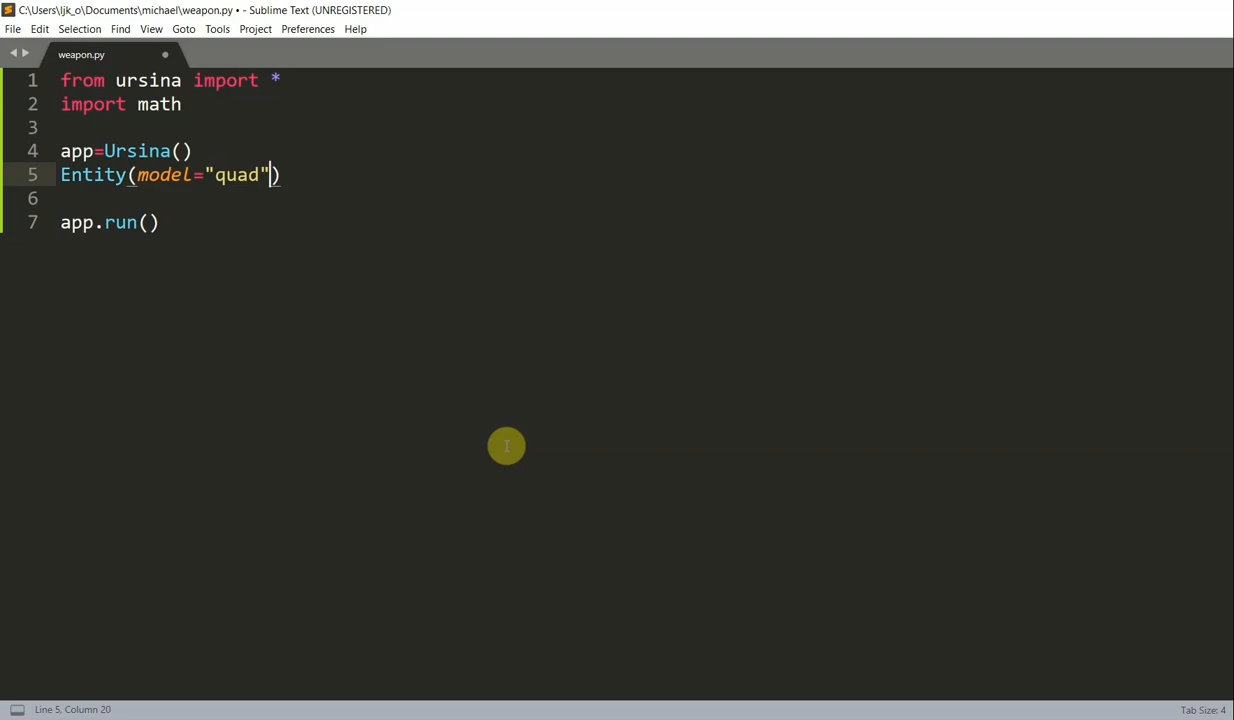 C:\Users\ljk_o\Documents\michael\weapon.py • - Sublime Text (UNREGISTERED)
File Edit Selection Find View Goto Tools Project Preferences Help
weapon.py
1 from ursina import *
2 import math
3
4 app=Ursina()
5 Entity(model="quad")
6
7 app.run()
Line 5, Column 20 Tab Size: 4